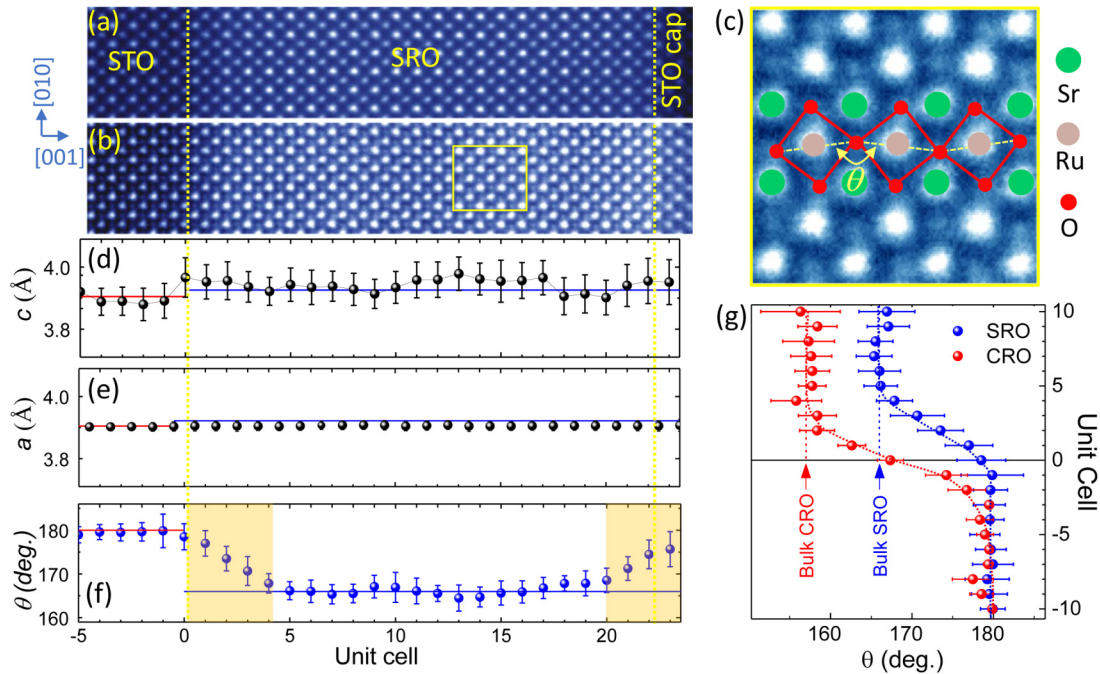 (a)
STO
SRO
STO cap
[010]
[001]
(b)
(c)
θ
Sr
Ru
O
(d)
c (Å)
4.0
3.8
(e)
a (Å)
4.0
3.8
(f)
θ (deg.)
180
170
160
-5 0 5 10 15 20
Unit cell
(g)
SRO
CRO
Bulk CRO
Bulk SRO
10
5
0
-5
-10
Unit Cell
160 170 180
θ (deg.)